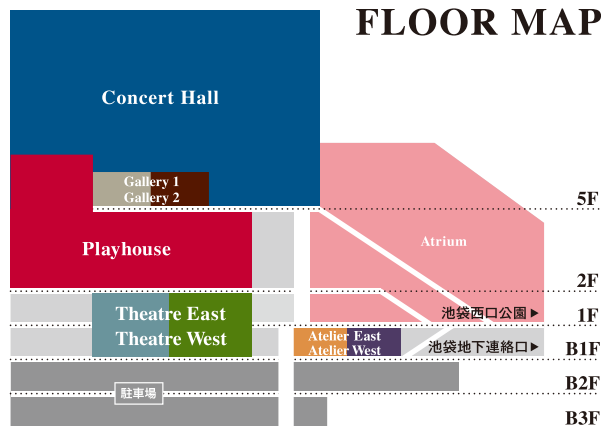 FLOOR MAP
Concert Hall
Gallery 1
Gallery 2
5F
Playhouse
Atrium
2F
Theatre East
Theatre West
池袋西口公園▶
1F
Atelier East
Atelier West
池袋地下連絡口▶
B1F
B2F
駐車場
B3F